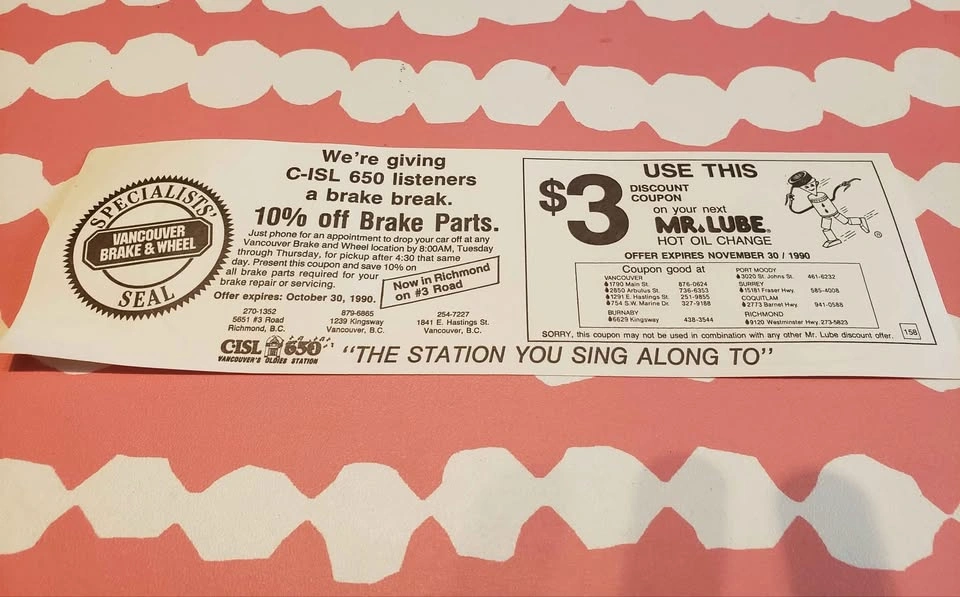 SPECIALISTS'
VANCOUVER
BRAKE & WHEEL
SEAL
We're giving
C-ISL 650 listeners
a brake break.
10% off Brake Parts.
Just phone for an appointment to drop your car off at any
Vancouver Brake and Wheel location by 8:00AM, Tuesday
through Thursday, for pickup after 4:30 that same
day. Present this coupon and save 10% on
all brake parts required for your
brake repair or servicing.
Now in Richmond
on #3 Road
Offer expires: October 30, 1990.
270-1352
5651 #3 Road
Richmond, B.C.
879-6865
1239 Kingsway
Vancouver, B.C.
254-7227
1841 E. Hastings St.
Vancouver, B.C.
CISL 650
VANCOUVER'S OLDIES STATION
"THE STATION YOU SING ALONG TO"
USE THIS
$3
DISCOUNT
COUPON
on your next
MR. LUBE®
HOT OIL CHANGE
OFFER EXPIRES NOVEMBER 30 / 1990
Coupon good at
VANCOUVER
1790 Main St. 876-0624
2850 Arbutus St. 736-6353
1291 E. Hastings St. 251-9855
754 S.W. Marine Dr. 327-9188
BURNABY
6629 Kingsway 438-3544
PORT MOODY
3020 St. Johns St. 461-6232
SURREY
15181 Fraser Hwy. 585-4008
COQUITLAM
2773 Barnet Hwy. 941-0588
RICHMOND
9120 Westminster Hwy. 273-5823
SORRY, this coupon may not be used in combination with any other Mr. Lube discount offer.
158